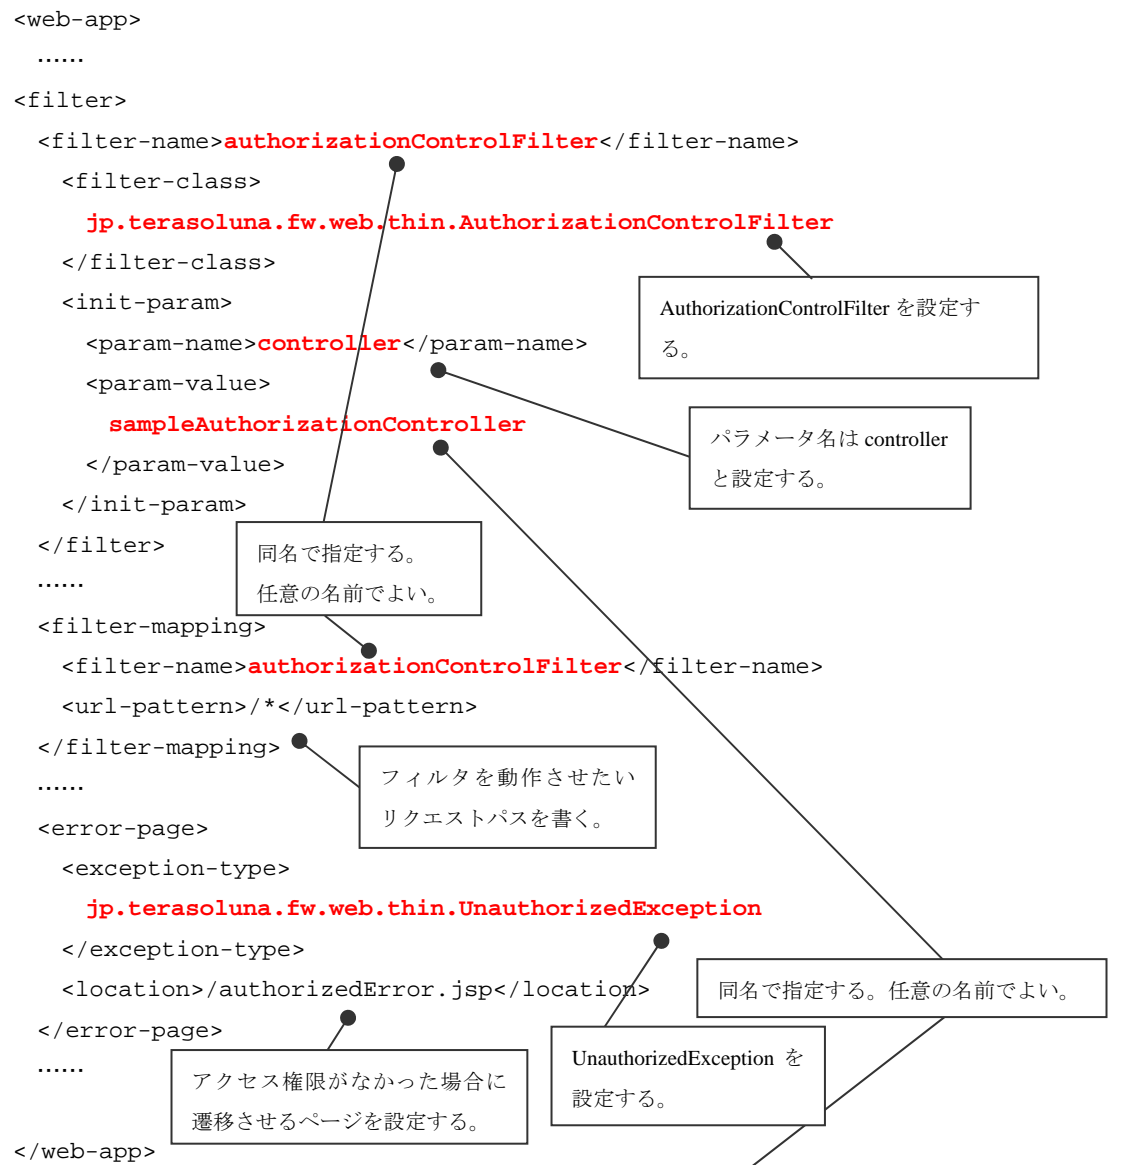 <web-app>
……
<filter>
<filter-name>authorizationControlFilter</filter-name>
<filter-class>
jp.terasoluna.fw.web.thin.AuthorizationControlFilter
</filter-class>
AuthorizationControlFilter を設定す
る。
<init-param>
<param-name>controller</param-name>
<param-value>
sampleAuthorizationController
パラメータ名は controller
と設定する。
</param-value>
</init-param>
</filter>
同名で指定する。
任意の名前でよい。
……
<filter-mapping>
<filter-name>authorizationControlFilter</filter-name>
<url-pattern>/*</url-pattern>
</filter-mapping>
フィルタを動作させたい
リクエストパスを書く。
……
<error-page>
<exception-type>
jp.terasoluna.fw.web.thin.UnauthorizedException
</exception-type>
<location>/authorizedError.jsp</location>
同名で指定する。任意の名前でよい。
</error-page>
UnauthorizedException を
設定する。
……
アクセス権限がなかった場合に
遷移させるページを設定する。
</web-app>